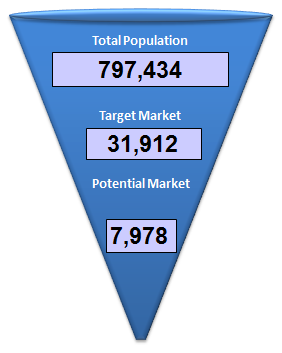 Total Population
797,434
Target Market
31,912
Potential Market
7,978